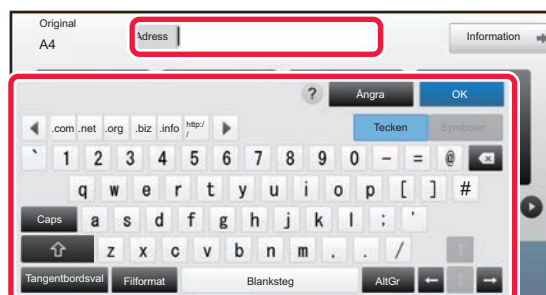 Original
A4
Adress
Information
? Ångra OK
.com .net .org .biz .info http:/
/
Tecken Symboler
` 1 2 3 4 5 6 7 8 9 0 - = @
q w e r t y u i o p [ ] #
Caps a s d f g h j k l ; '
z x c v b n m . . /
Tangentbordsval Filformat Blanksteg AltGr